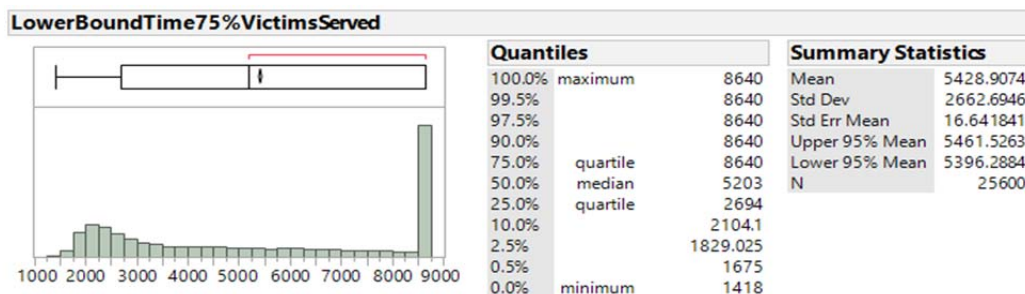 LowerBoundTime75%VictimsServed
1000 2000 3000 4000 5000 6000 7000 8000 9000
Quantiles
100.0% maximum 8640
99.5% 8640
97.5% 8640
90.0% 8640
75.0% quartile 8640
50.0% median 5203
25.0% quartile 2694
10.0% 2104.1
2.5% 1829.025
0.5% 1675
0.0% minimum 1418
Summary Statistics
Mean 5428.9074
Std Dev 2662.6946
Std Err Mean 16.641841
Upper 95% Mean 5461.5263
Lower 95% Mean 5396.2884
N 25600